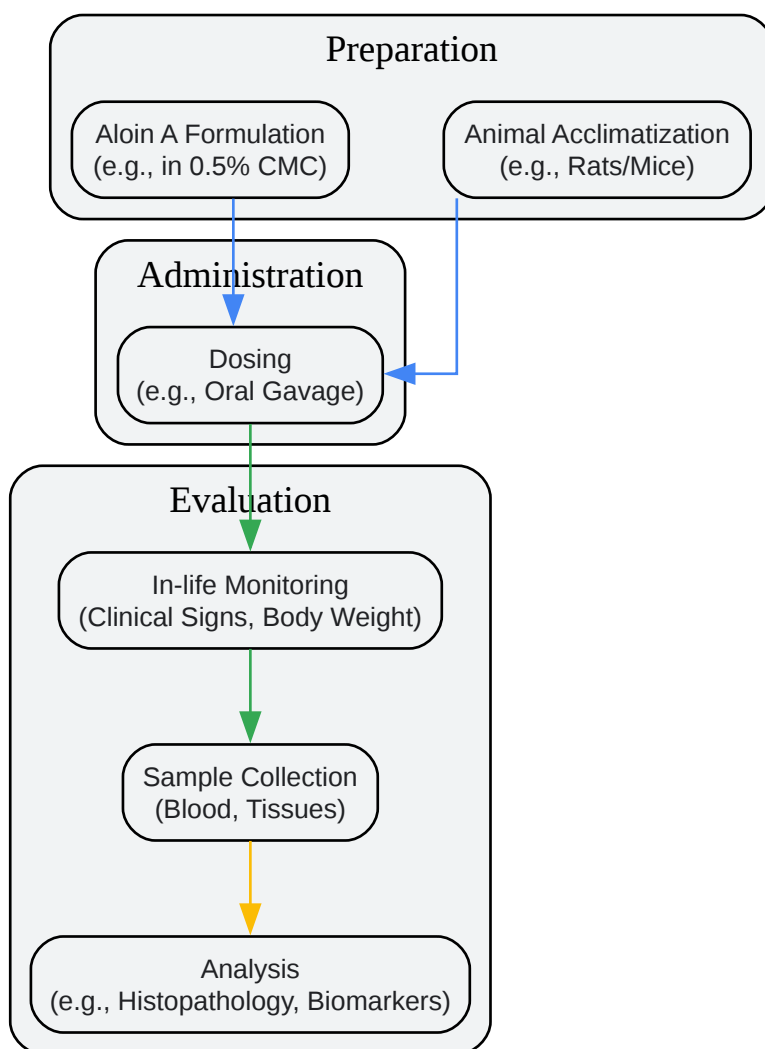 Preparation
Aloin A Formulation
(e.g., in 0.5% CMC)
Animal Acclimatization
(e.g., Rats/Mice)
Administration
Dosing
(e.g., Oral Gavage)
Evaluation
In-life Monitoring
(Clinical Signs, Body Weight)
Sample Collection
(Blood, Tissues)
Analysis
(e.g., Histopathology, Biomarkers)